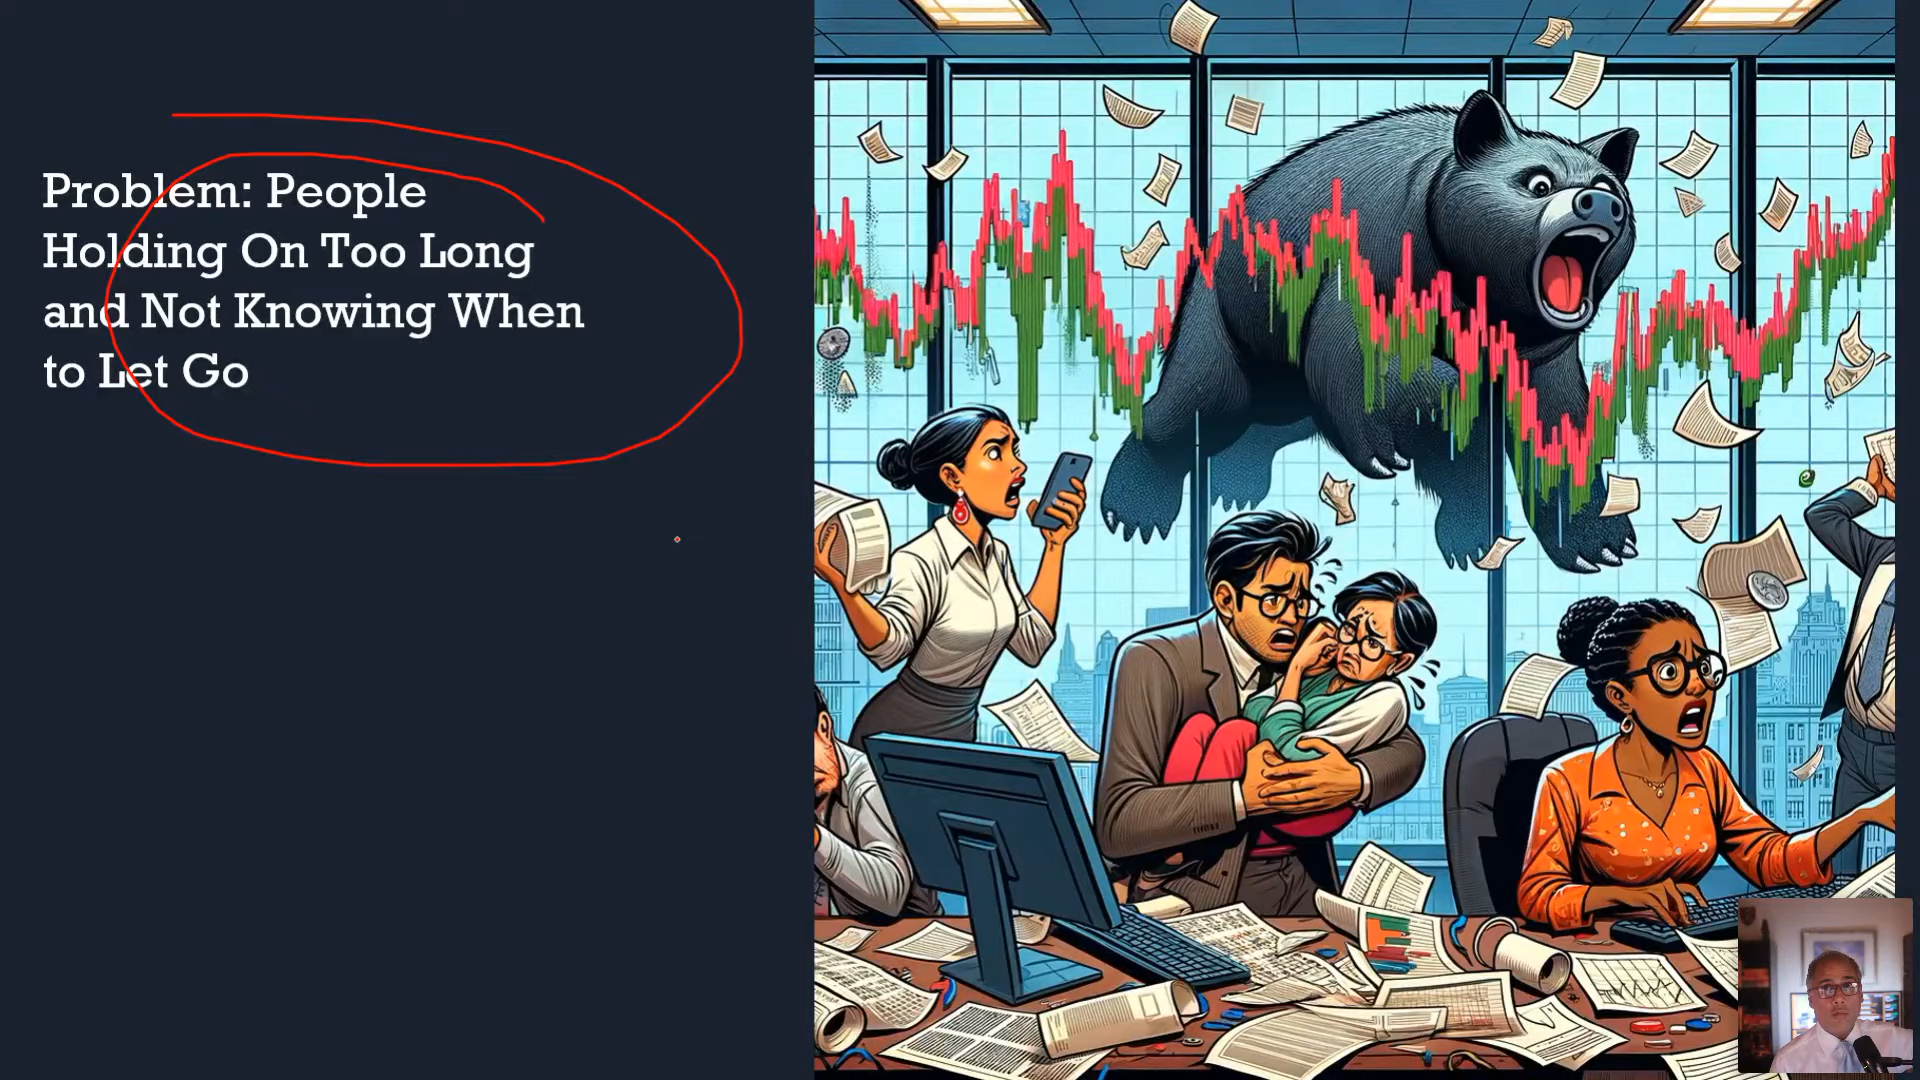 Problem: People
Holding On Too Long
and Not Knowing When
to Let Go